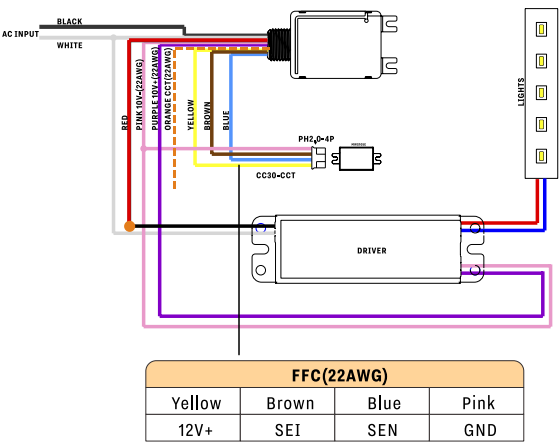 BLACK
AC INPUT
WHITE
RED
PINK 10V-(22AWG)
PURPLE 10V+(22AWG)
ORANGE CCT(22AWG)
YELLOW
BROWN
BLUE
LIGHTS
PH2.0-4P
CC30-CCT
DRIVER
FFC(22AWG)
Yellow Brown Blue Pink
12V+ SEI SEN GND